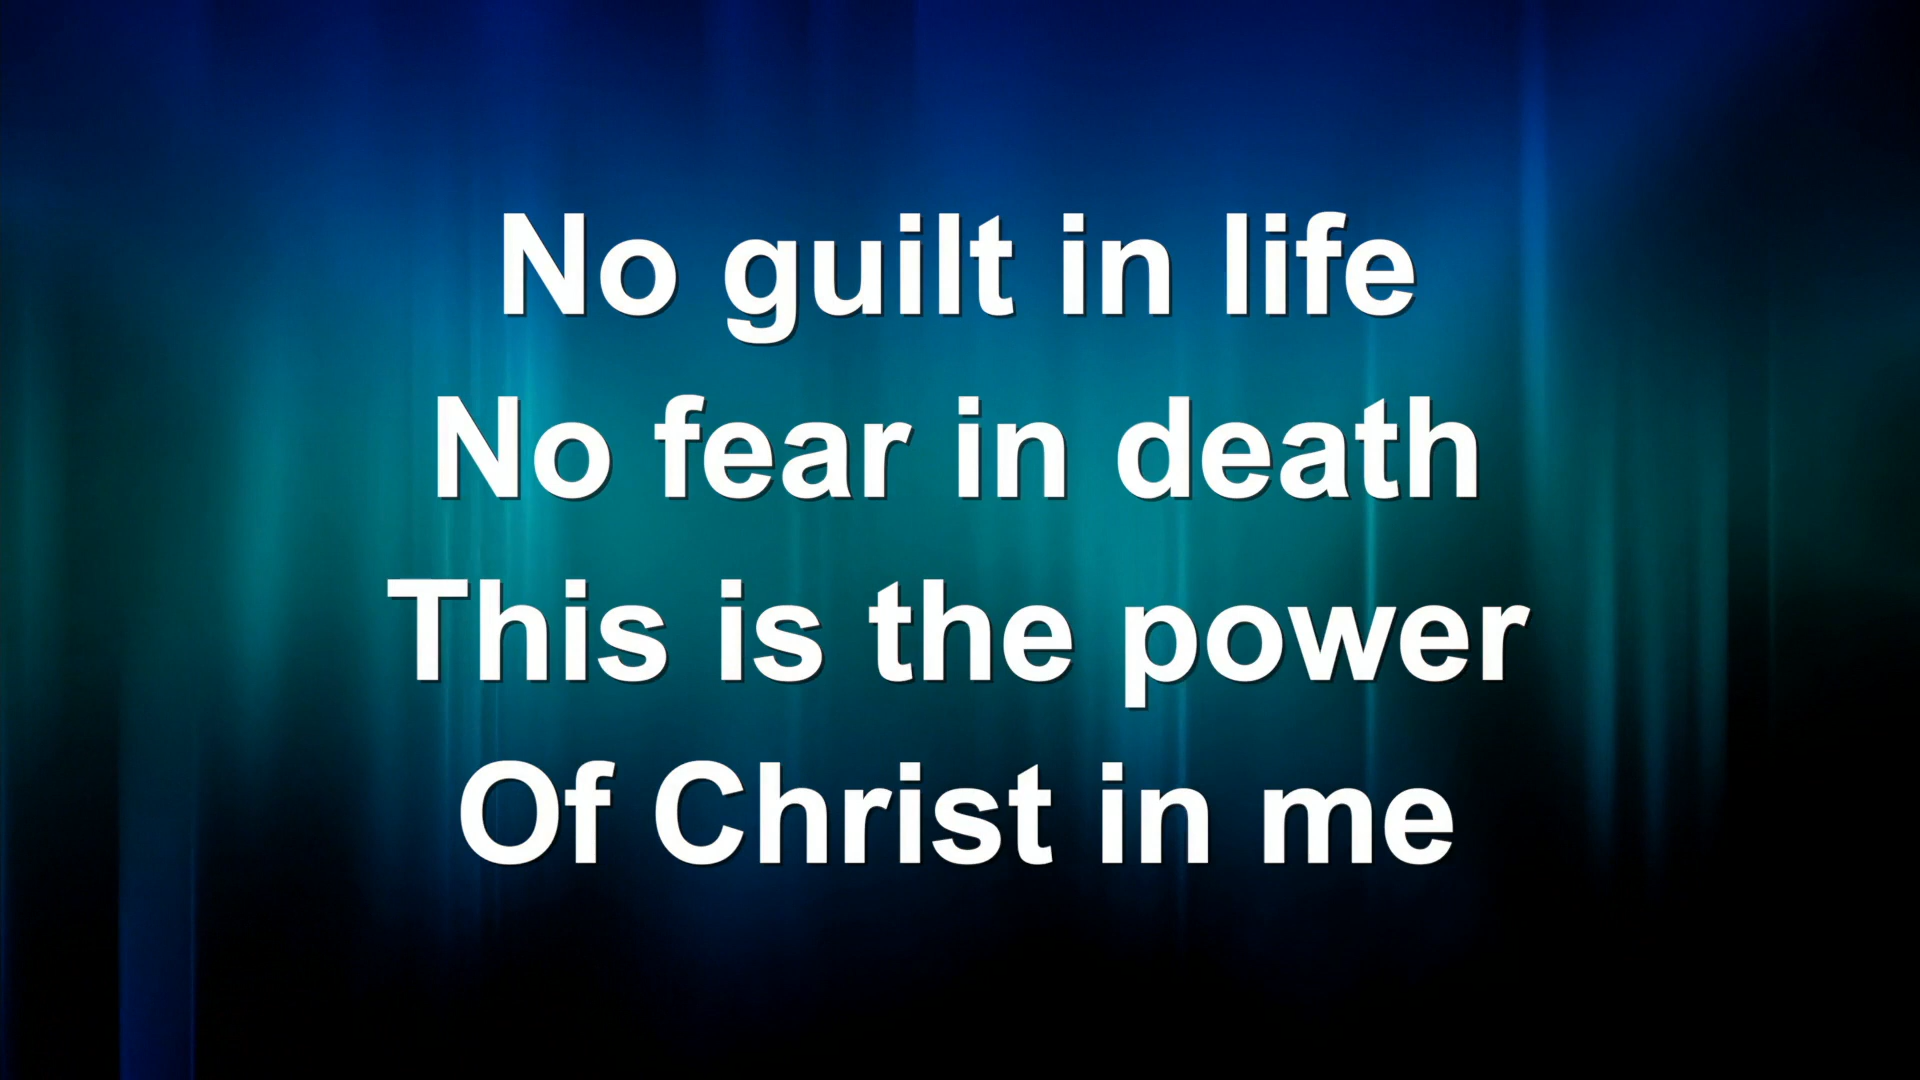 No guilt in life
No fear in death
This is the power
Of Christ in me